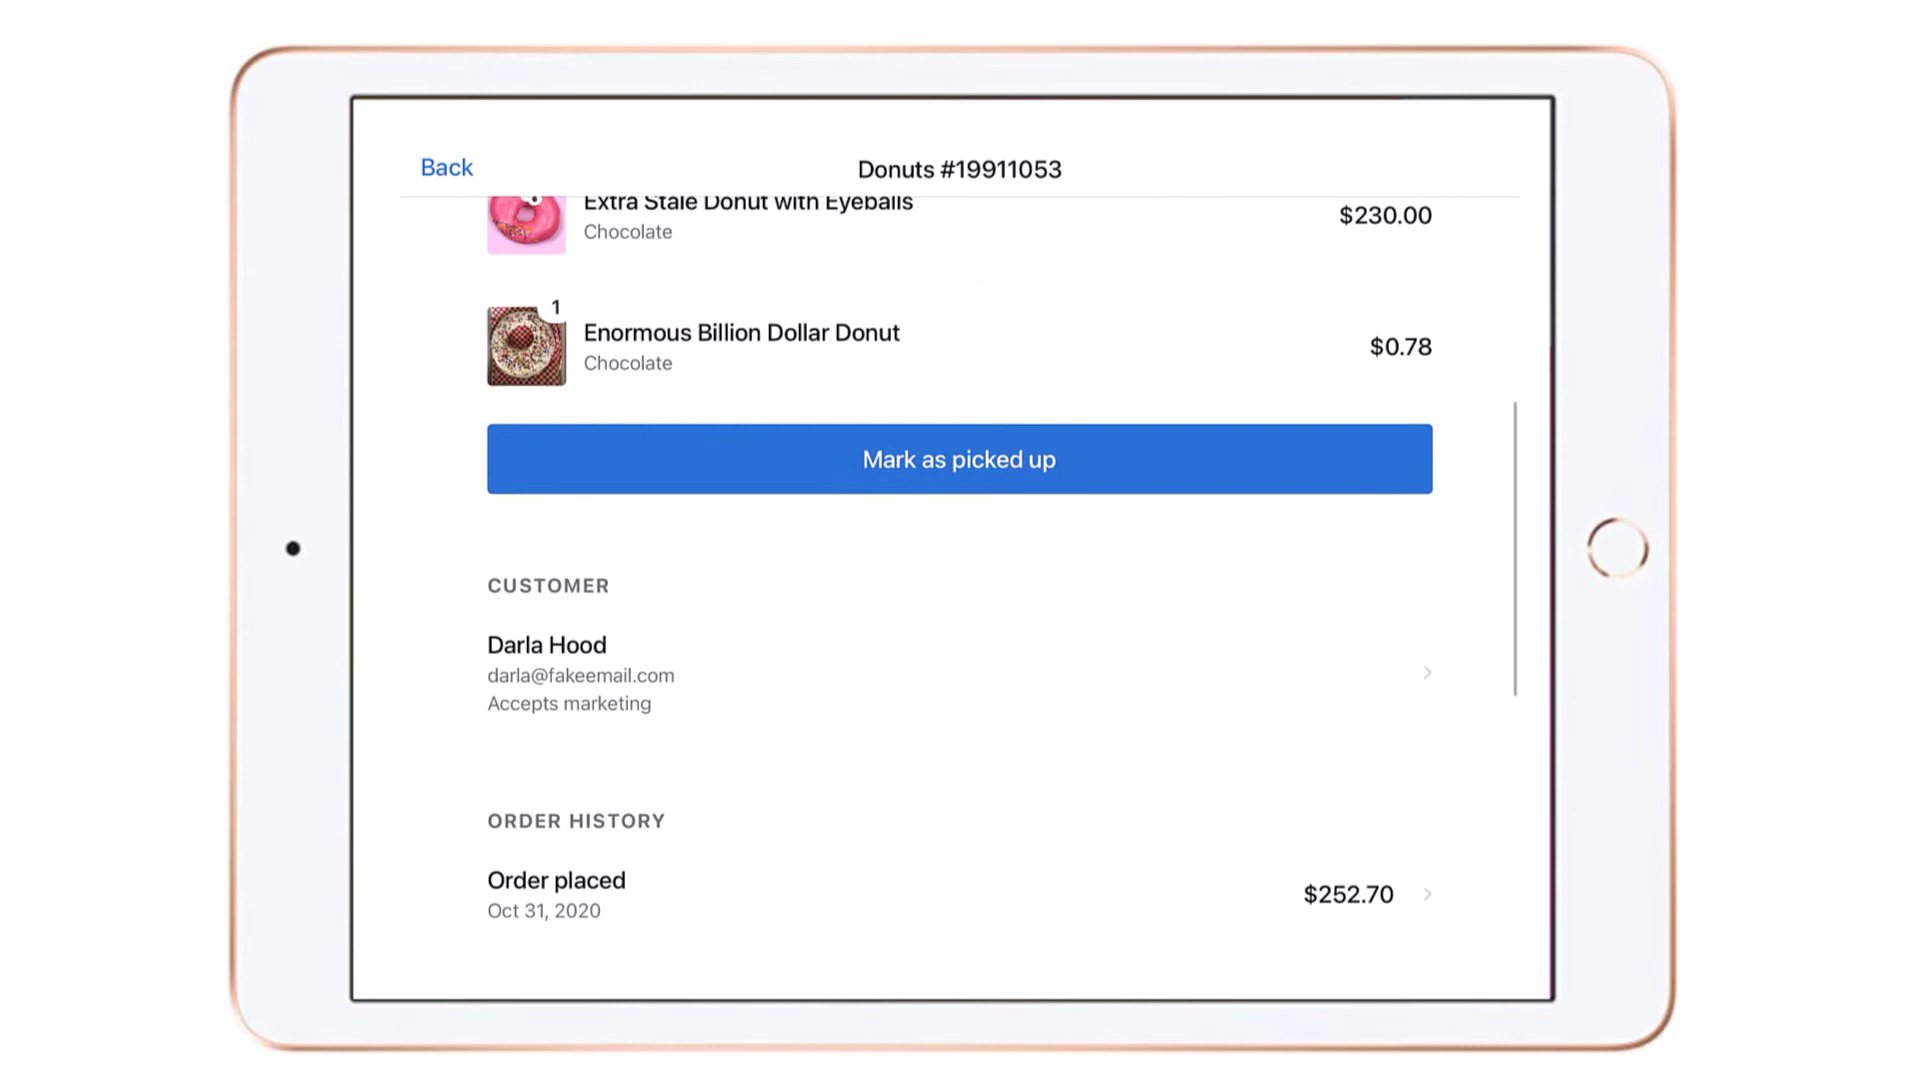 Back
Donuts #19911053
Extra Stale Donut with Eyeballs
Chocolate
$230.00
1
Enormous Billion Dollar Donut
Chocolate
$0.78
Mark as picked up
CUSTOMER
Darla Hood
darla@fakeemail.com
Accepts marketing
ORDER HISTORY
Order placed
Oct 31, 2020
$252.70